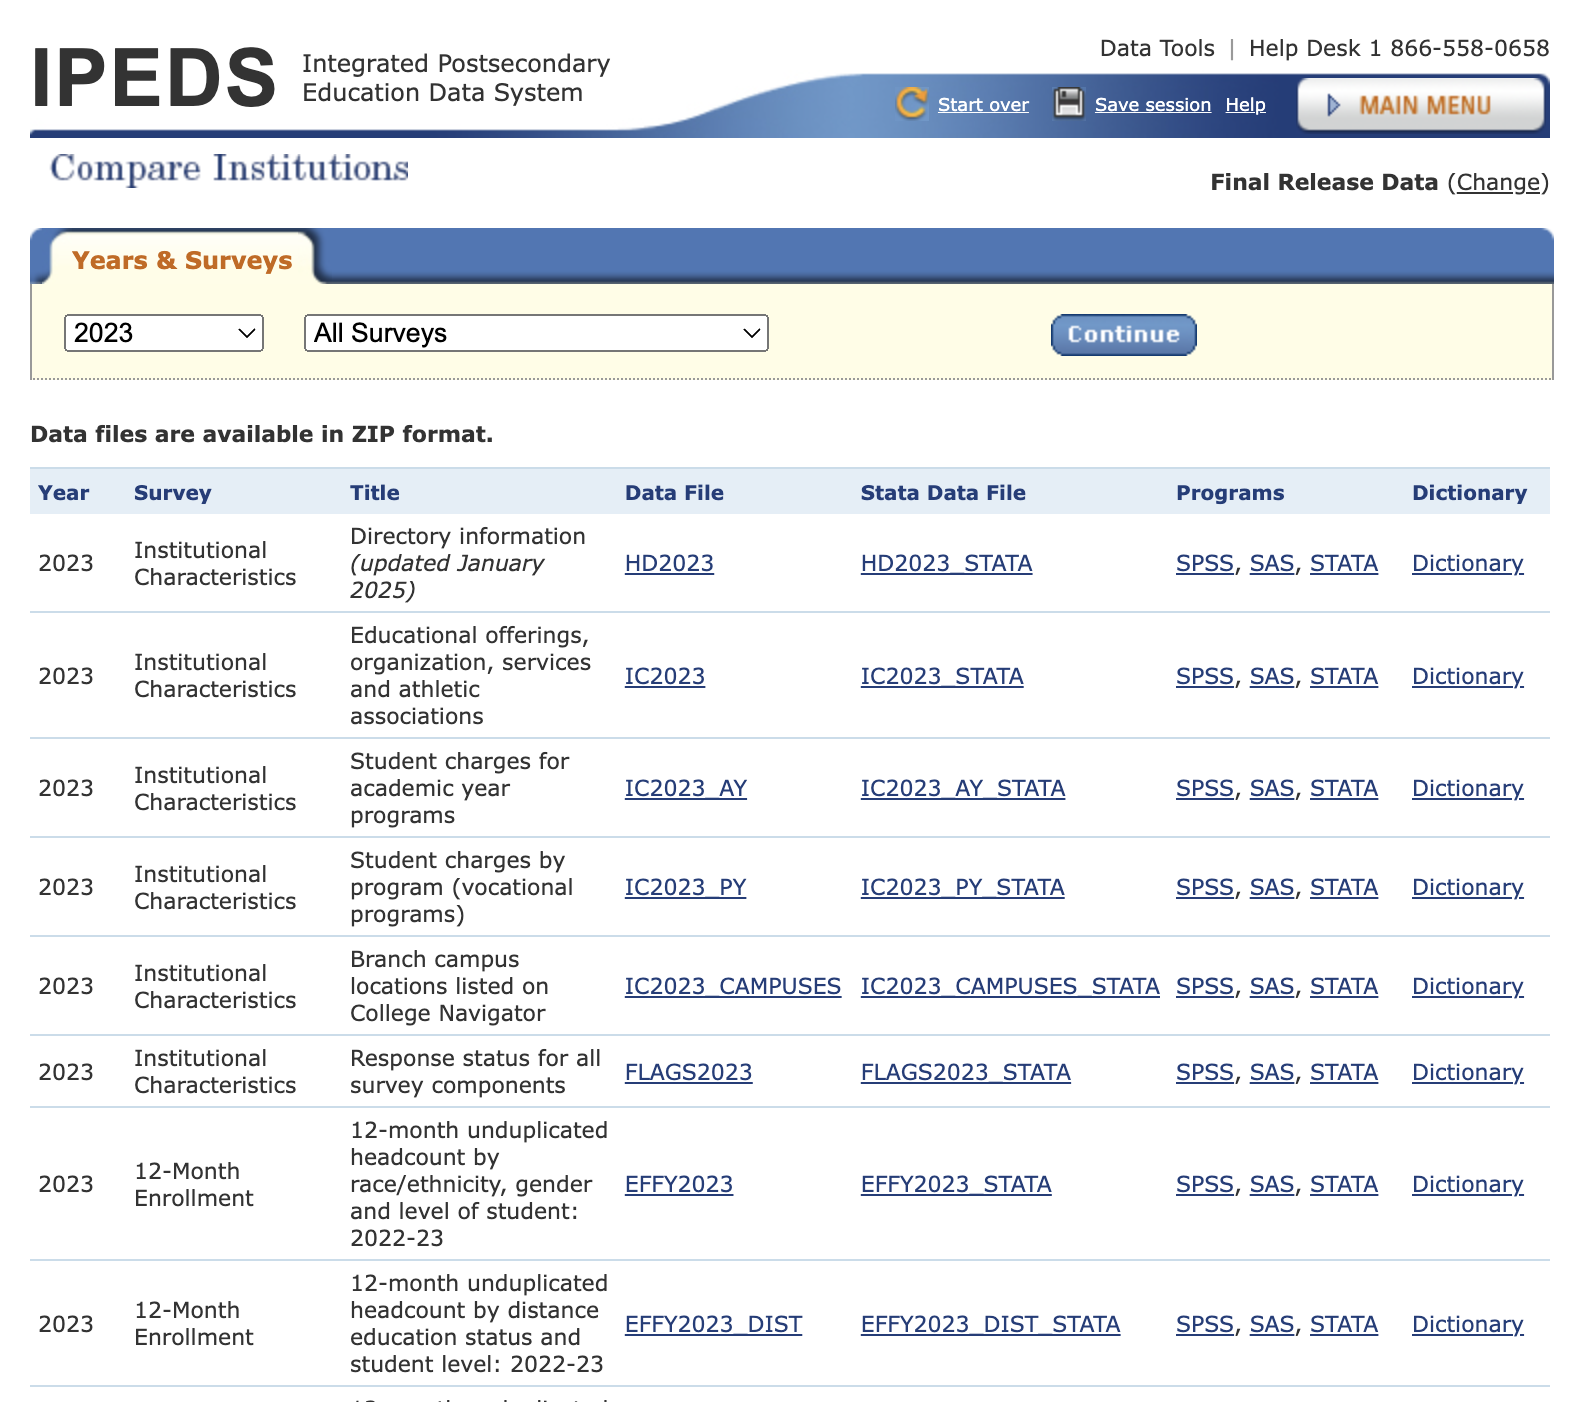 Data Tools | Help Desk 1 866-558-0658
IPEDS Integrated Postsecondary
Education Data System
Start over Save session Help MAIN MENU
Compare Institutions
Final Release Data (Change)
Years & Surveys
2023 All Surveys Continue
Data files are available in ZIP format.
Year Survey Title Data File Stata Data File Programs Dictionary
2023 Institutional Characteristics Directory information (updated January 2025) HD2023 HD2023_STATA SPSS, SAS, STATA Dictionary
2023 Institutional Characteristics Educational offerings, organization, services and athletic associations IC2023 IC2023_STATA SPSS, SAS, STATA Dictionary
2023 Institutional Characteristics Student charges for academic year programs IC2023_AY IC2023_AY_STATA SPSS, SAS, STATA Dictionary
2023 Institutional Characteristics Student charges by program (vocational programs) IC2023_PY IC2023_PY_STATA SPSS, SAS, STATA Dictionary
2023 Institutional Characteristics Branch campus locations listed on College Navigator IC2023_CAMPUSES IC2023_CAMPUSES_STATA SPSS, SAS, STATA Dictionary
2023 Institutional Characteristics Response status for all survey components FLAGS2023 FLAGS2023_STATA SPSS, SAS, STATA Dictionary
2023 12-Month Enrollment 12-month unduplicated headcount by race/ethnicity, gender and level of student: 2022-23 EFFY2023 EFFY2023_STATA SPSS, SAS, STATA Dictionary
2023 12-Month Enrollment 12-month unduplicated headcount by distance education status and student level: 2022-23 EFFY2023_DIST EFFY2023_DIST_STATA SPSS, SAS, STATA Dictionary